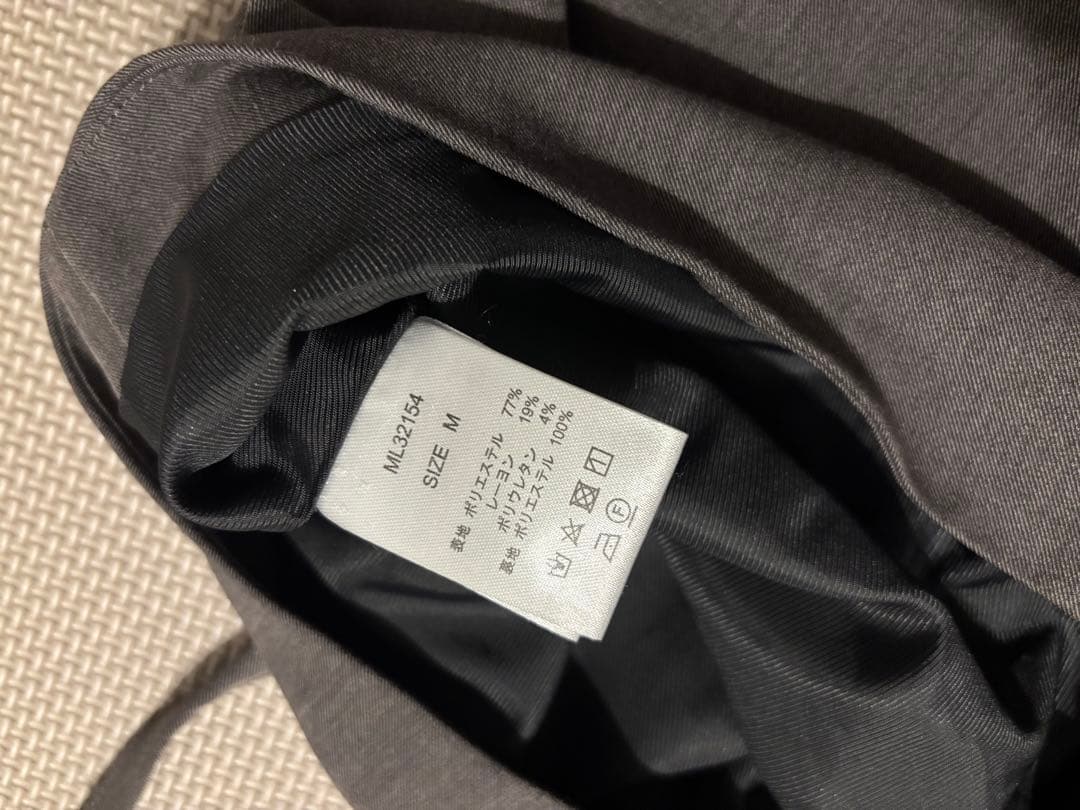 ML32154
SIZE M
表地 ポリエステル 77%
レーヨン 19%
ポリウレタン 4%
裏地 ポリエステル 100%
F